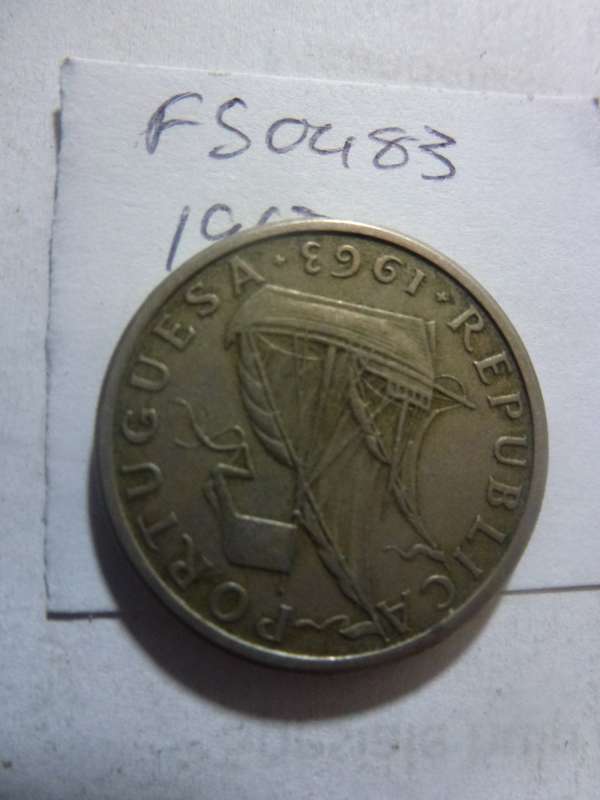 FS0483
REPUBLICA PORTUGUESA
· 1963 ·